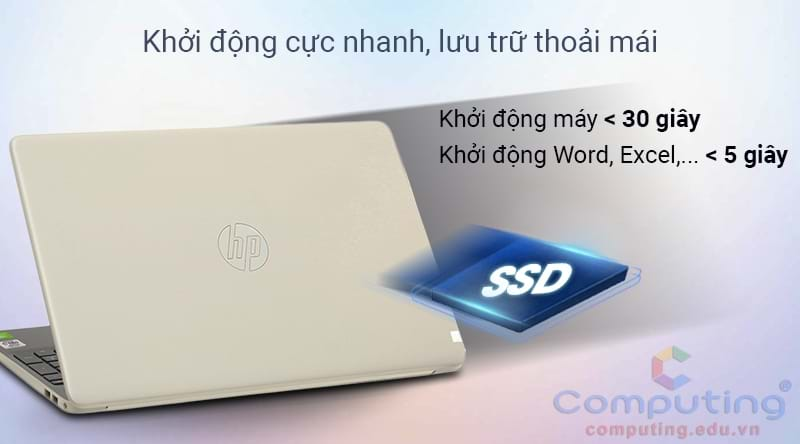 Khởi động cực nhanh, lưu trữ thoải mái
Khởi động máy < 30 giây
Khởi động Word, Excel,... < 5 giây
hp
SSD
C
Computing®
computing.edu.vn